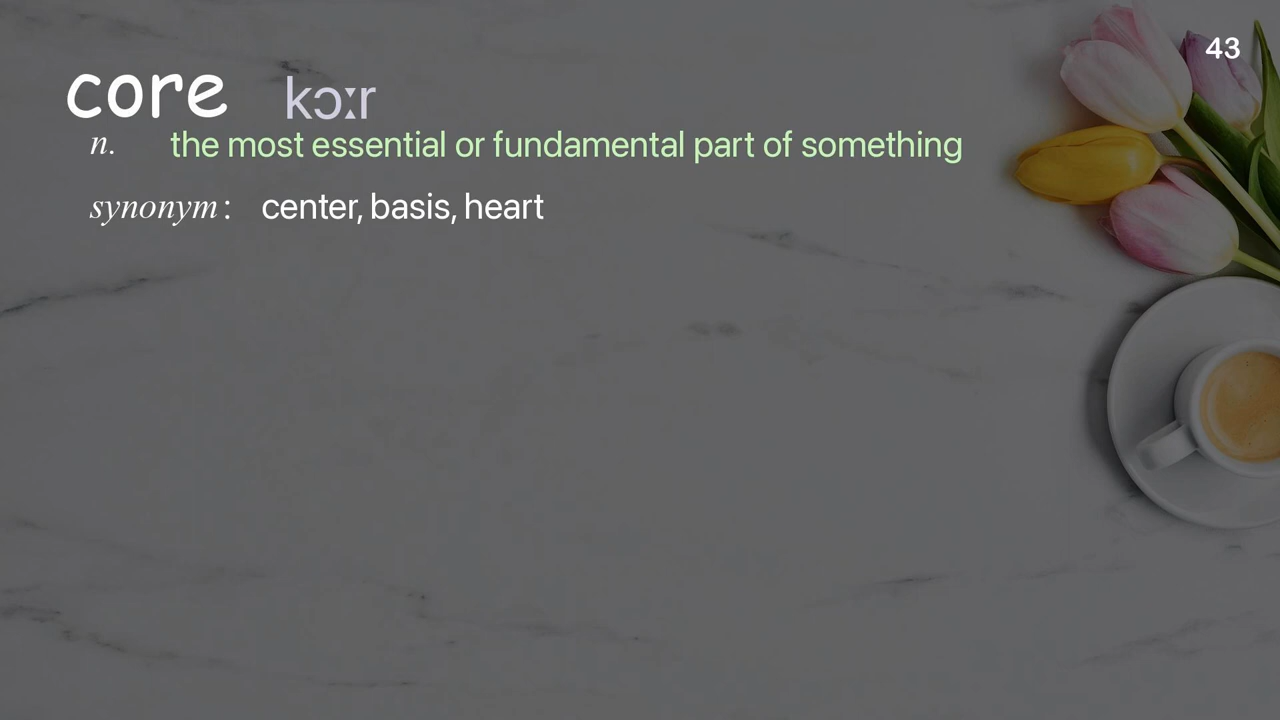 43
core kɔːr
n. the most essential or fundamental part of something
synonym: center, basis, heart